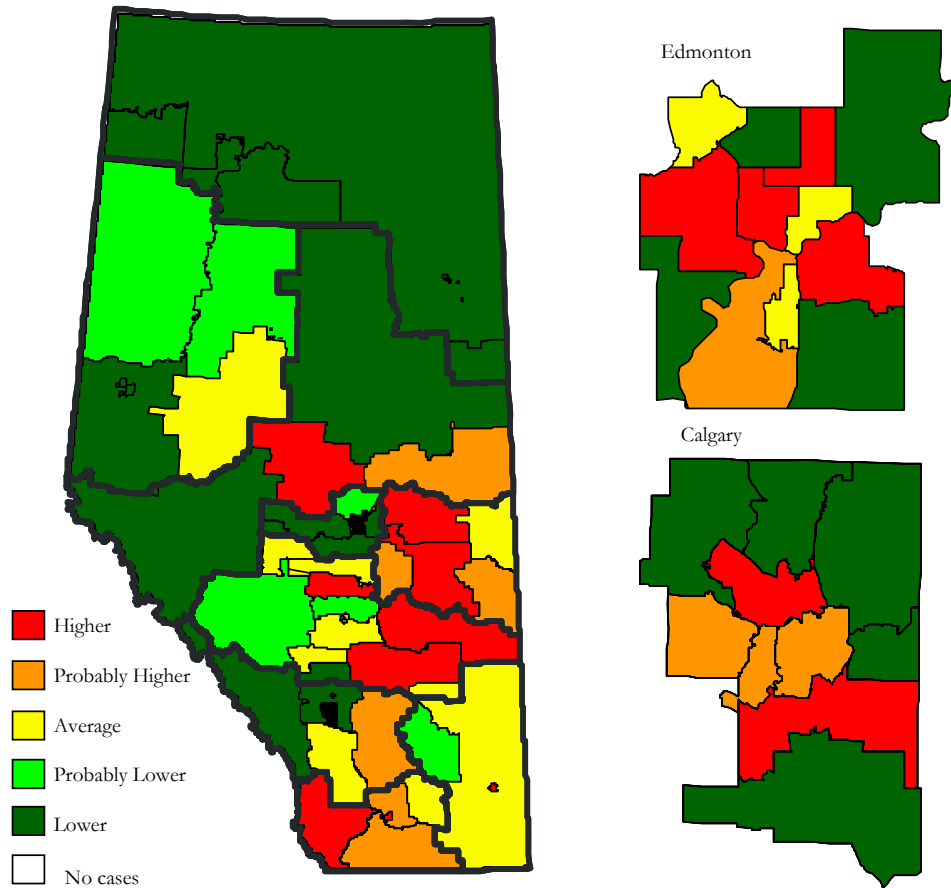 Edmonton
Calgary
Higher
Probably Higher
Average
Probably Lower
Lower
No cases